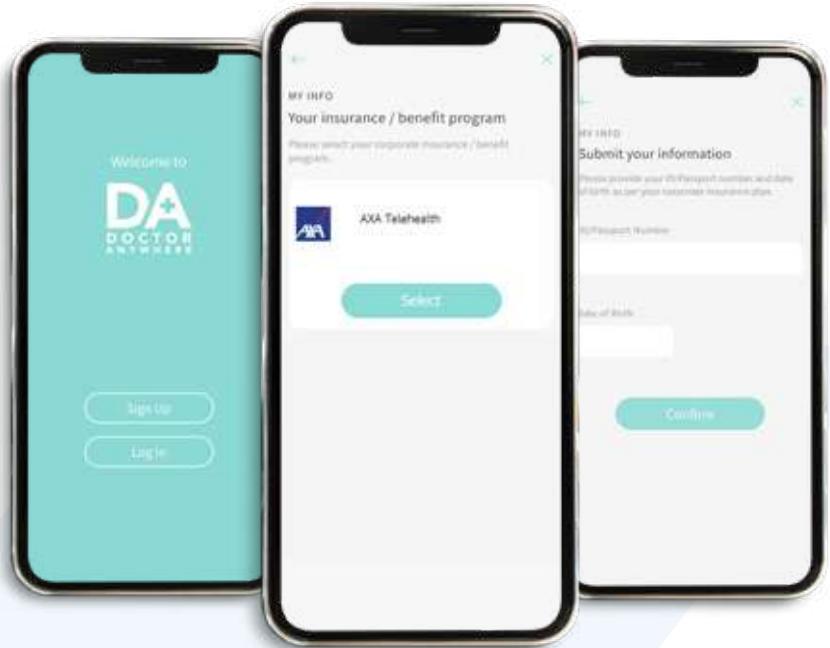 Welcome to
DA
DOCTOR
ANYWHERE
Sign Up
Log In
MY INFO
Your insurance / benefit program
Please select your corporate insurance / benefit
program.
AXA
AXA Telehealth
Select
MY INFO
Submit your information
Please provide your ID/Passport number and date
of birth as per your corporate insurance plan.
ID/Passport Number
Date of Birth
Confirm